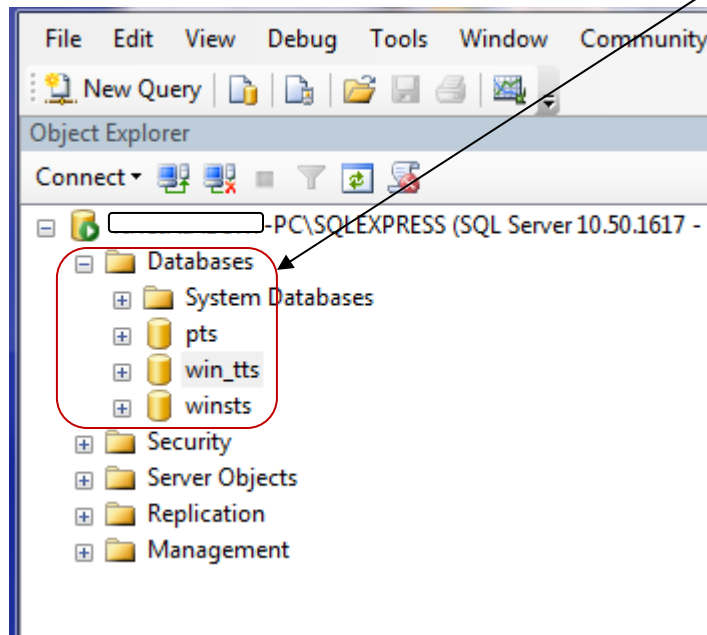 File Edit View Debug Tools Window Community
New Query
Object Explorer
Connect
-PC\SQLEXPRESS (SQL Server 10.50.1617 -
Databases
System Databases
pts
win_tts
winsts
Security
Server Objects
Replication
Management